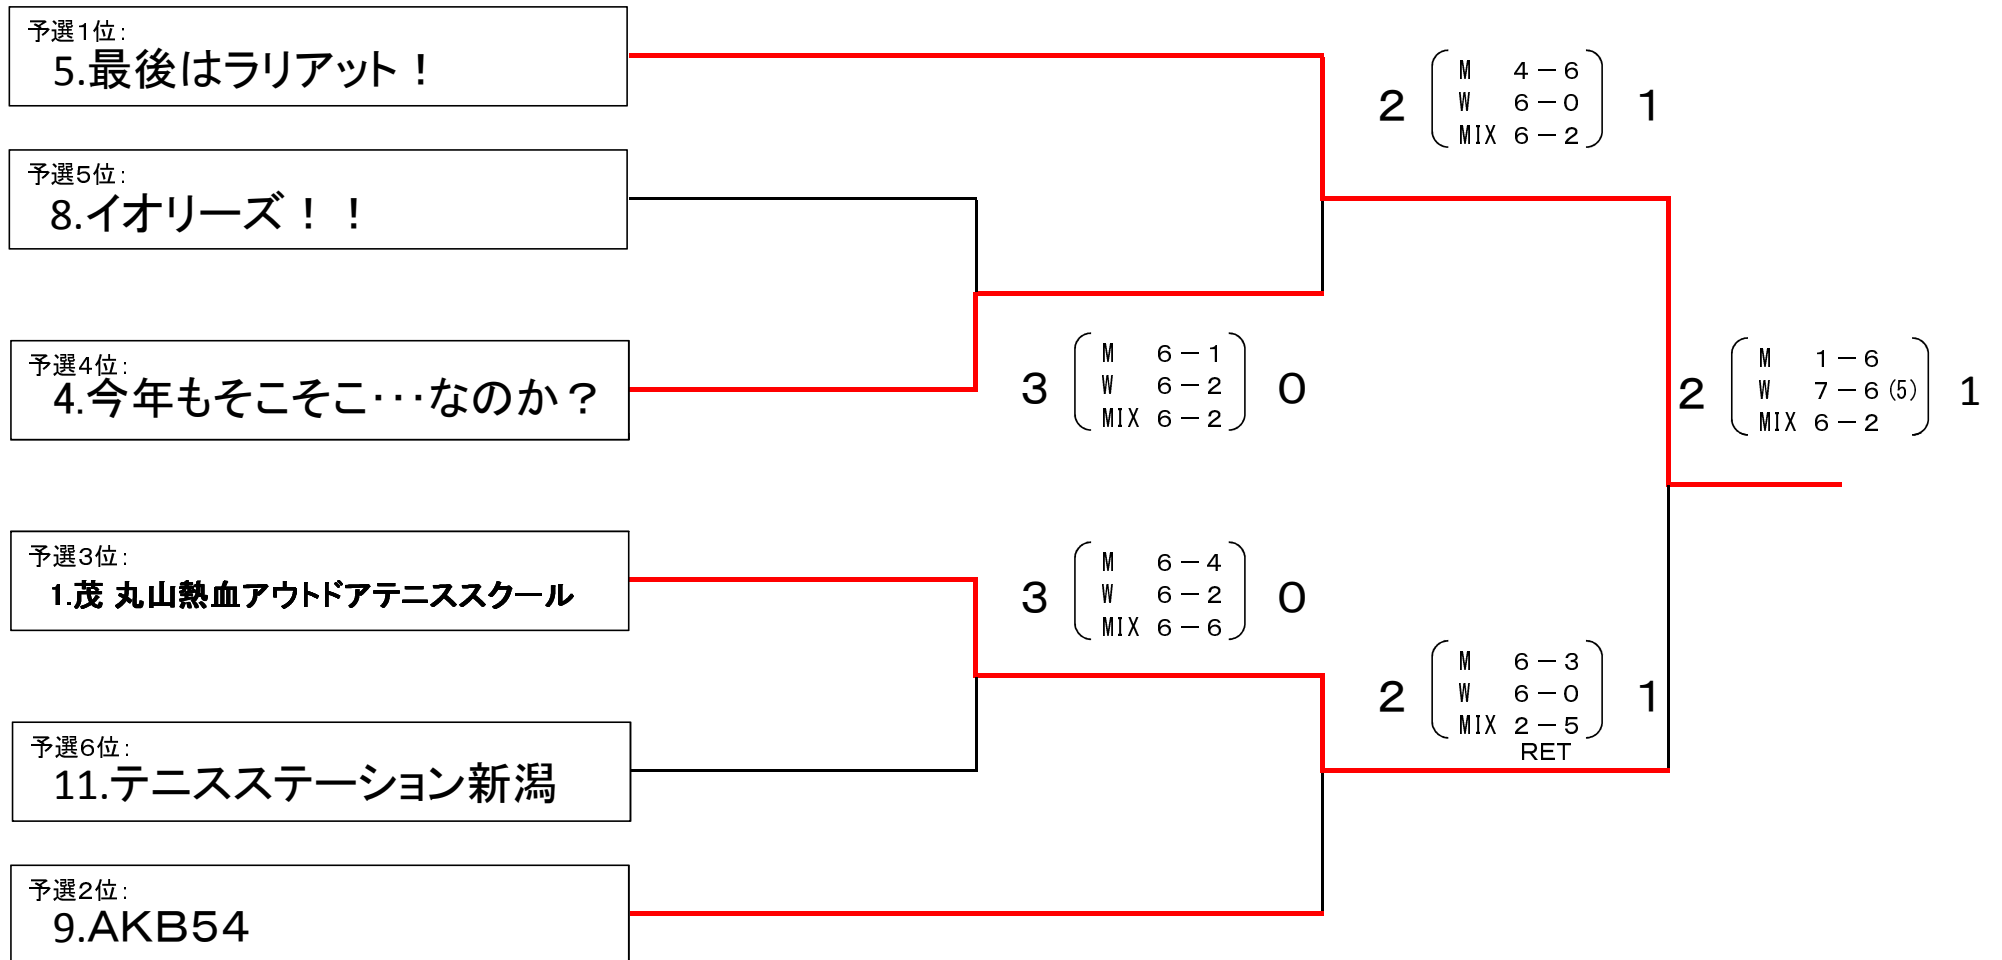 予選1位:
5.最後はラリアット！
予選5位:
8.イオリーズ！！
予選4位:
4.今年もそこそこ･･･なのか？
予選3位:
1.茂 丸山熱血アウトドアテニススクール
予選6位:
11.テニスステーション新潟
予選2位:
9.AKB54
3 0
M 6－1
W 6－2
MIX 6－2
3 0
M 6－4
W 6－2
MIX 6－6
2 1
M 4－6
W 6－0
MIX 6－2
2 1
M 6－3
W 6－0
MIX 2－5
RET
2 1
M 1－6
W 7－6(5)
MIX 6－2